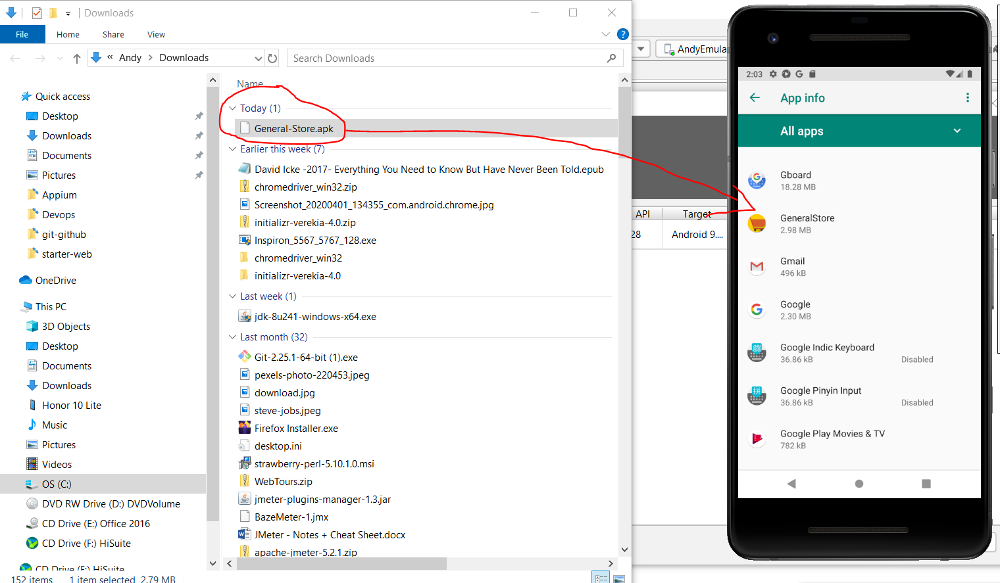 Downloads
File
Home
Share
View
?
« Andy > Downloads
Search Downloads
Quick access
Desktop
Downloads
Documents
Pictures
Appium
Devops
git-github
starter-web
OneDrive
This PC
3D Objects
Desktop
Documents
Downloads
Honor 10 Lite
Music
Pictures
Videos
OS (C:)
DVD RW Drive (D:) DVDVolume
CD Drive (E:) Office 2016
CD Drive (F:) HiSuite
CD Drive (F:) HiSuite
152 items
1 item selected 2.79 MB
Name
Today (1)
General-Store.apk
Earlier this week (7)
David Icke -2017- Everything You Need to Know But Have Never Been Told.epub
chromedriver_win32.zip
Screenshot_20200401_134355_com.android.chrome.jpg
initializr-verekia-4.0.zip
Inspiron_5567_5767_128.exe
chromedriver_win32
initializr-verekia-4.0
Last week (1)
jdk-8u241-windows-x64.exe
Last month (32)
Git-2.25.1-64-bit (1).exe
pexels-photo-220453.jpeg
download.jpg
steve-jobs.jpeg
Firefox Installer.exe
desktop.ini
strawberry-perl-5.10.1.0.msi
WebTours.zip
jmeter-plugins-manager-1.3.jar
BazeMeter-1.jmx
JMeter - Notes + Cheat Sheet.docx
apache-jmeter-5.2.1.zip
AndyEmula
API
Target
28
Android 9....
2:03
App info
All apps
Gboard
18.28 MB
GeneralStore
2.98 MB
Gmail
496 kB
Google
2.30 MB
Google Indic Keyboard
36.86 kB
Disabled
Google Pinyin Input
36.86 kB
Disabled
Google Play Movies & TV
782 kB